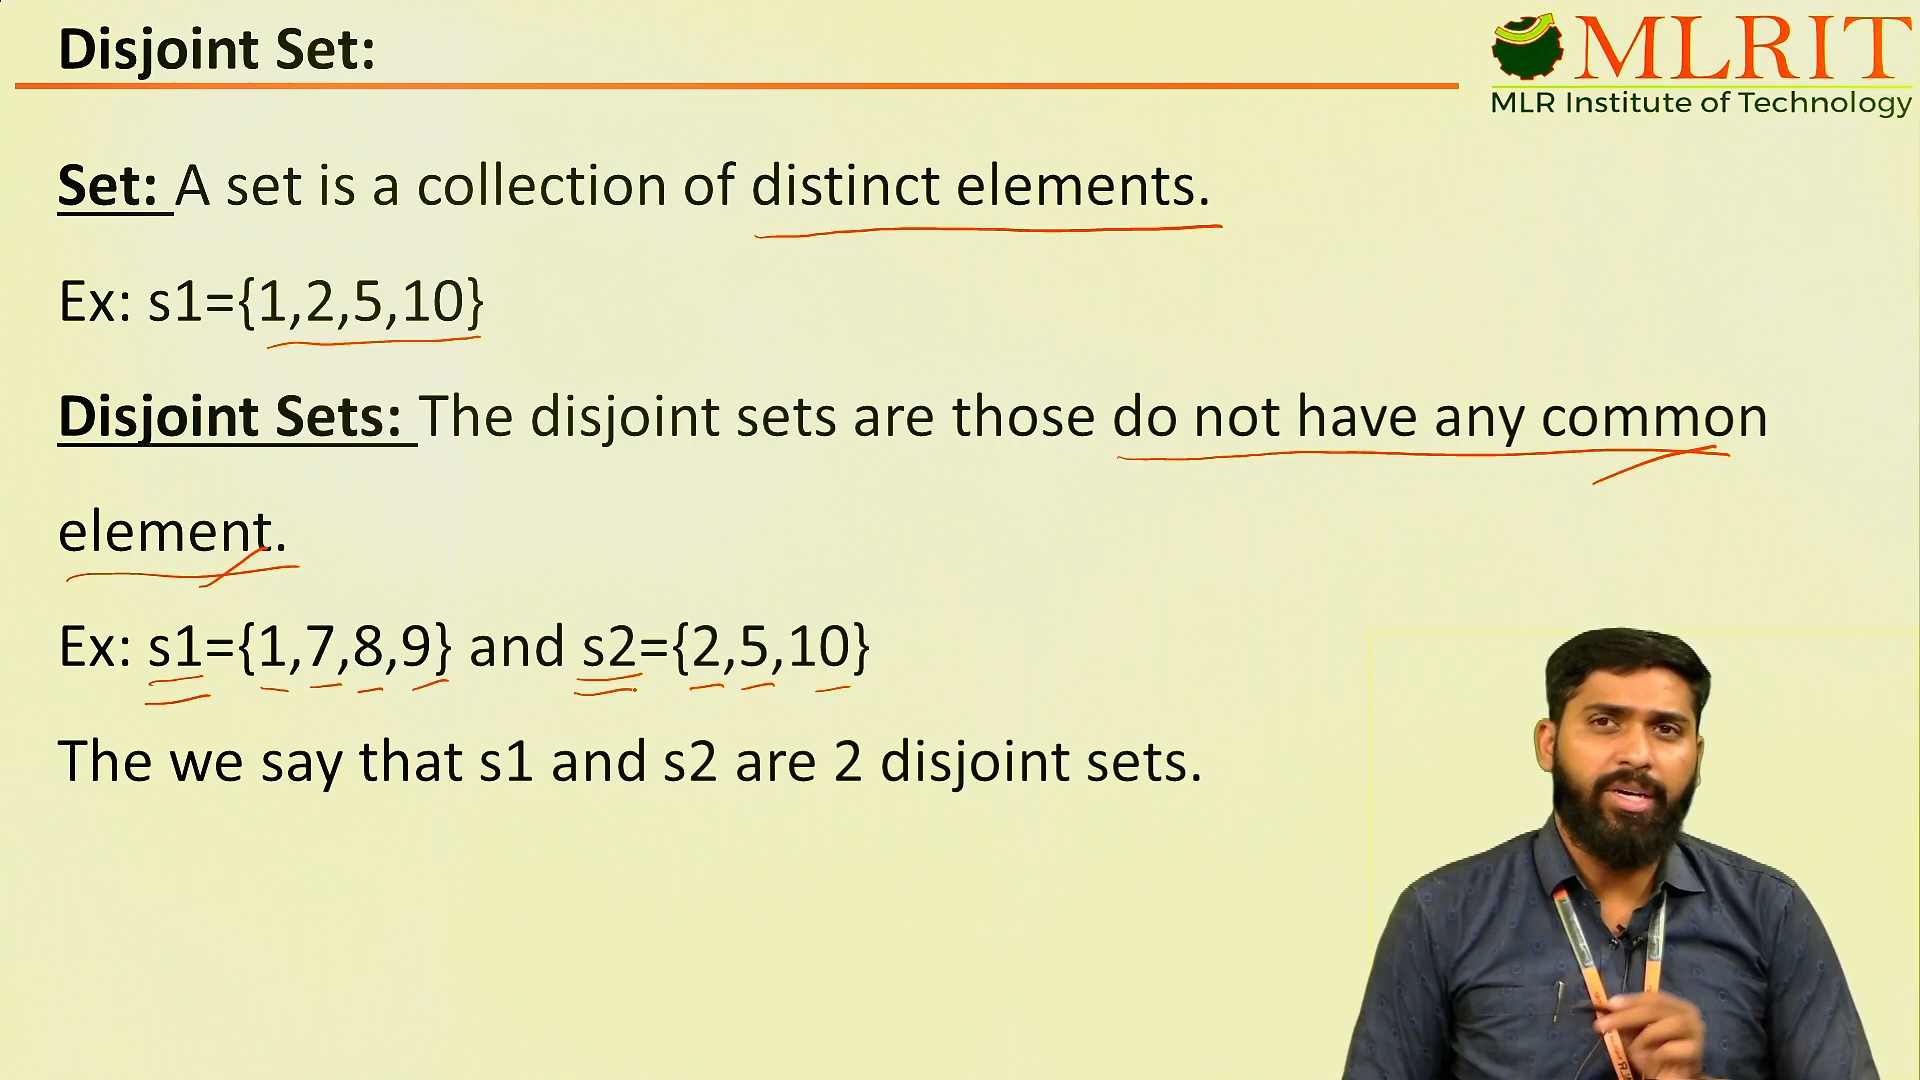 Disjoint Set:
MLRIT
MLR Institute of Technology
Set: A set is a collection of distinct elements.
Ex: s1={1,2,5,10}
Disjoint Sets: The disjoint sets are those do not have any common
element.
Ex: s1={1,7,8,9} and s2={2,5,10}
The we say that s1 and s2 are 2 disjoint sets.